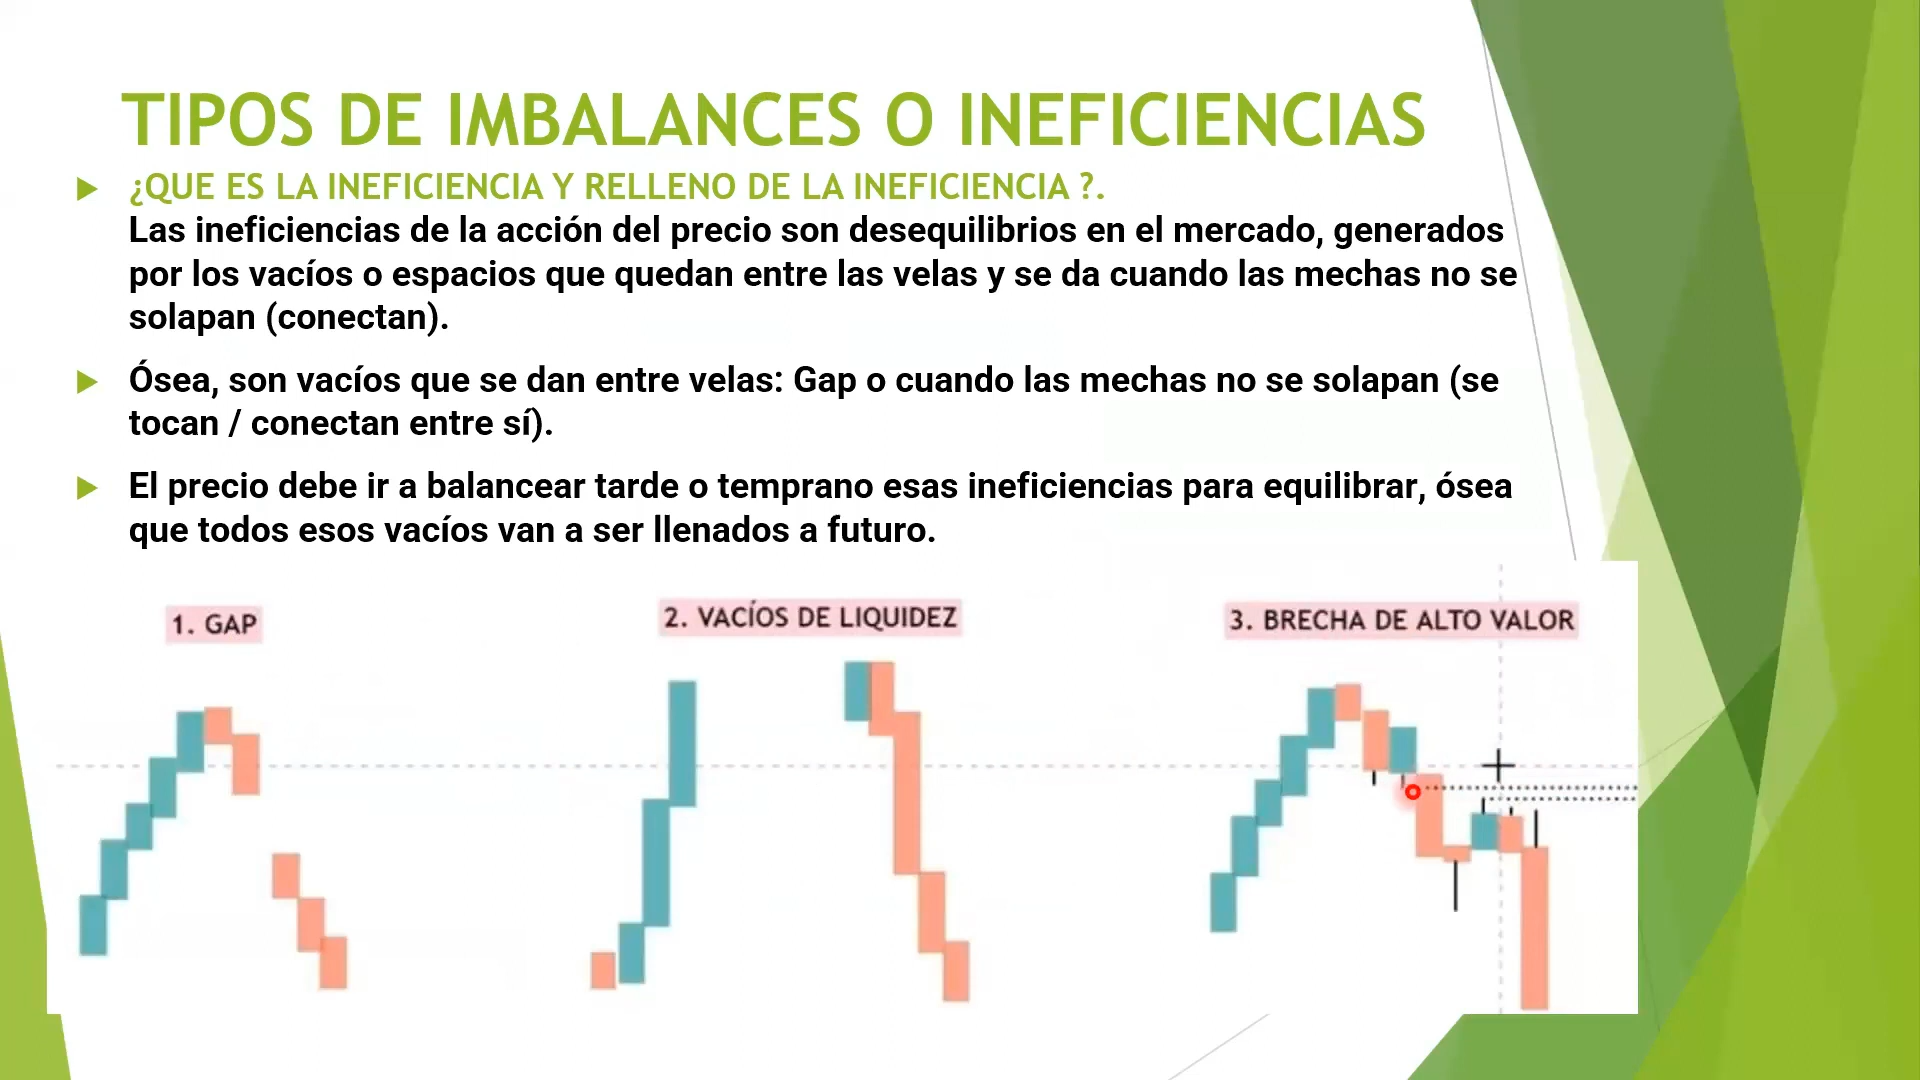 TIPOS DE IMBALANCES O INEFICIENCIAS
¿QUE ES LA INEFICIENCIA Y RELLENO DE LA INEFICIENCIA ?.
Las ineficiencias de la acción del precio son desequilibrios en el mercado, generados
por los vacíos o espacios que quedan entre las velas y se da cuando las mechas no se
solapan (conectan).
Ósea, son vacíos que se dan entre velas: Gap o cuando las mechas no se solapan (se
tocan / conectan entre sí).
El precio debe ir a balancear tarde o temprano esas ineficiencias para equilibrar, ósea
que todos esos vacíos van a ser llenados a futuro.
1. GAP
2. VACÍOS DE LIQUIDEZ
3. BRECHA DE ALTO VALOR